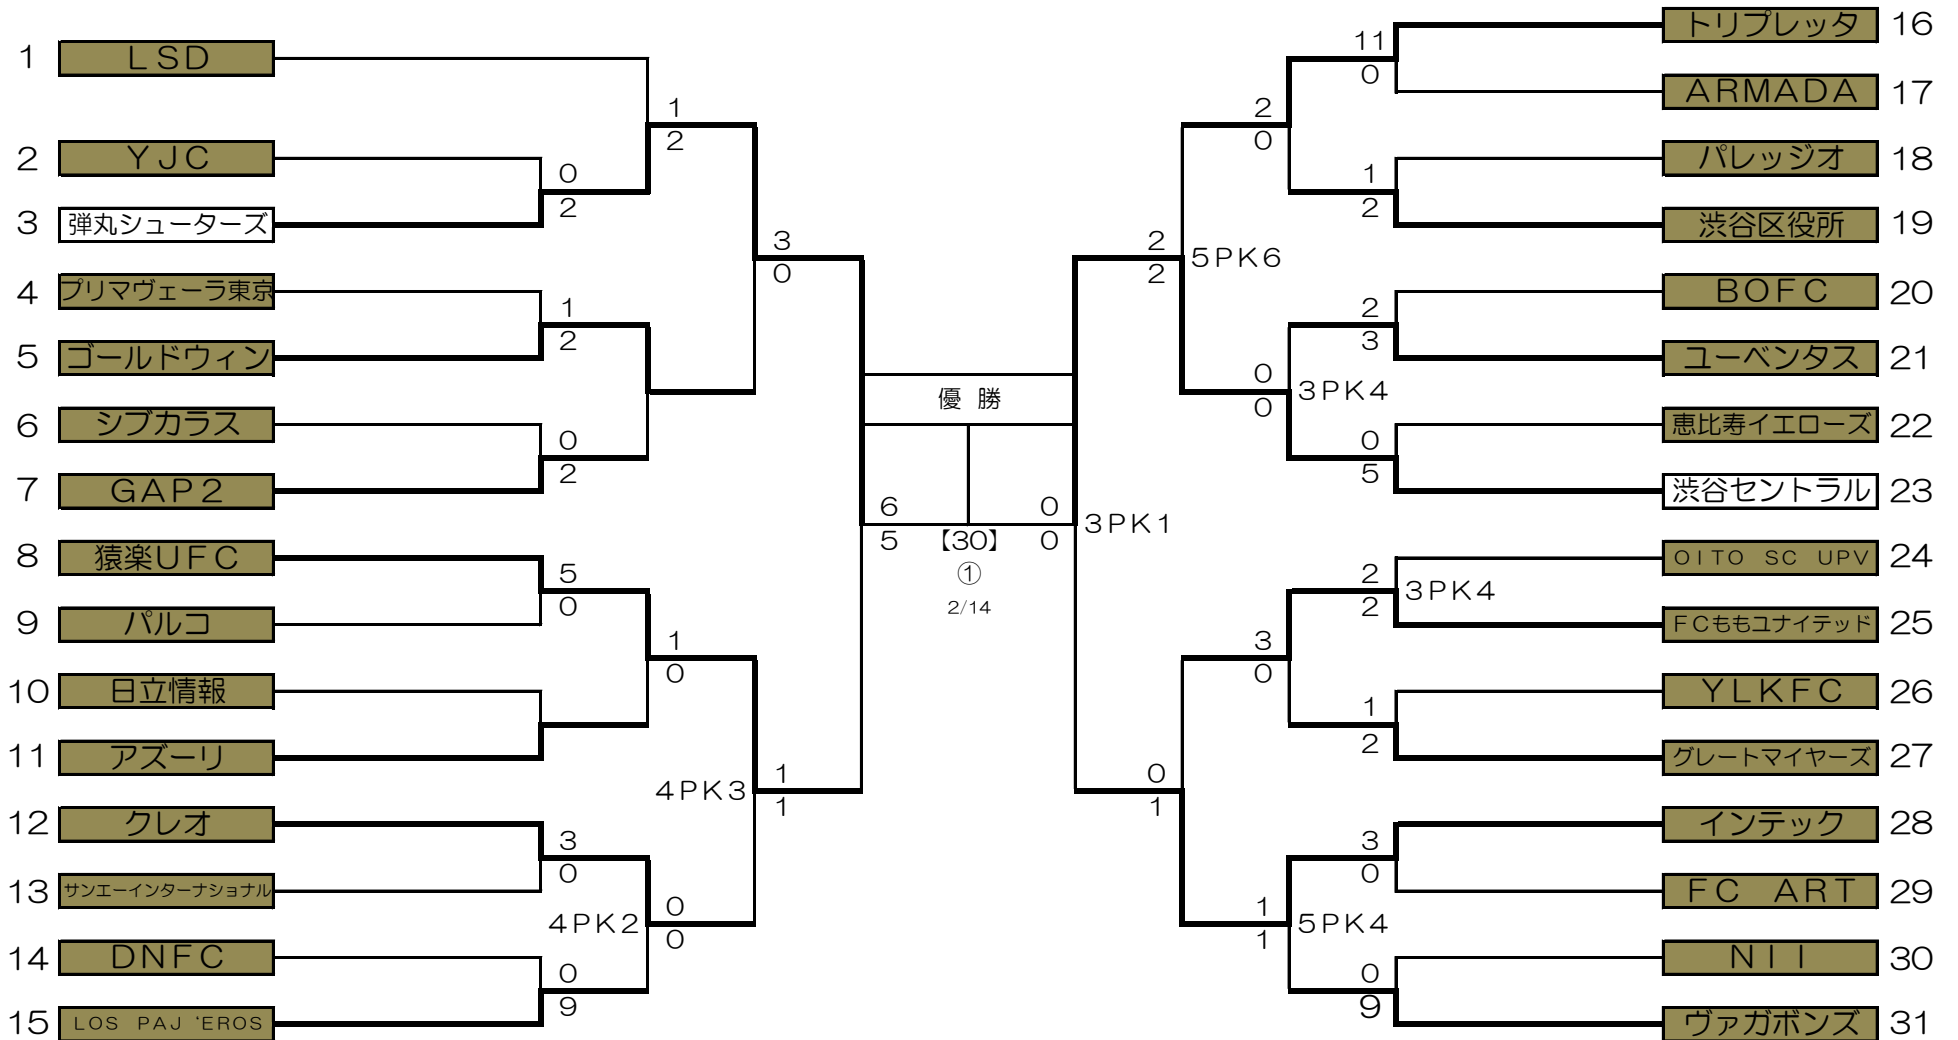 1 LSD
2 YJC
3 弾丸シューターズ
4 プリマヴェーラ東京
5 ゴールドウィン
6 シブカラス
7 GAP2
8 猿楽UFC
9 パルコ
10 日立情報
11 アズーリ
12 クレオ
13 サンエーインターナショナル
14 DNFC
15 LOS PAJ'EROS
0
2
1
2
0
2
5
0
3
0
0
9
1
2
1
0
4PK2
0
0
3
0
4PK3
1
1
優 勝
6
5
【30】
①
2/14
0
0
3PK1
2
2
5PK6
0
1
2
0
0
0
3PK4
3
0
1
1
5PK4
11
0
1
2
2
3
0
5
2
2
3PK4
1
2
3
0
0
9
トリプレッタ 16
ARMADA 17
パレッジオ 18
渋谷区役所 19
BOFC 20
ユーベンタス 21
恵比寿イエローズ 22
渋谷セントラル 23
OITO SC UPV 24
FCももユナイテッド 25
YLKFC 26
グレートマイヤーズ 27
インテック 28
FC ART 29
NII 30
ヴァガボンズ 31